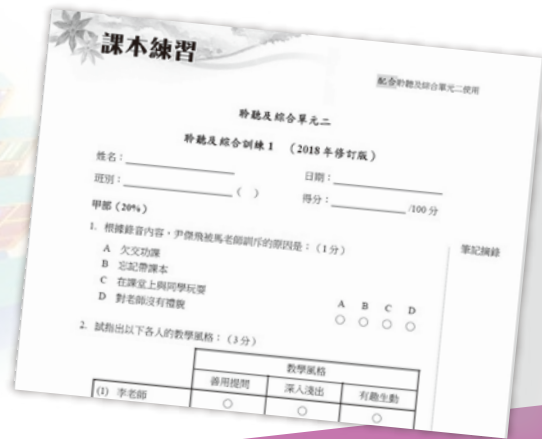 課本練習
配合聆聽及綜合單元二使用
聆聽及綜合單元二
聆聽及綜合訓練1 (2018年修訂版)
姓名：
日期：
班別： ( )
得分： /100分
甲部（20%）
筆記摘錄
1. 根據錄音內容，尹傑飛被馬老師訓斥的原因是：（1分）
A 欠交功課
B 忘記帶課本
C 在課堂上與同學玩耍
D 對老師沒有禮貌
A B C D
2. 試指出以下各人的教學風格：（3分）
教學風格
善用提問 深入淺出 有趣生動
(1) 李老師